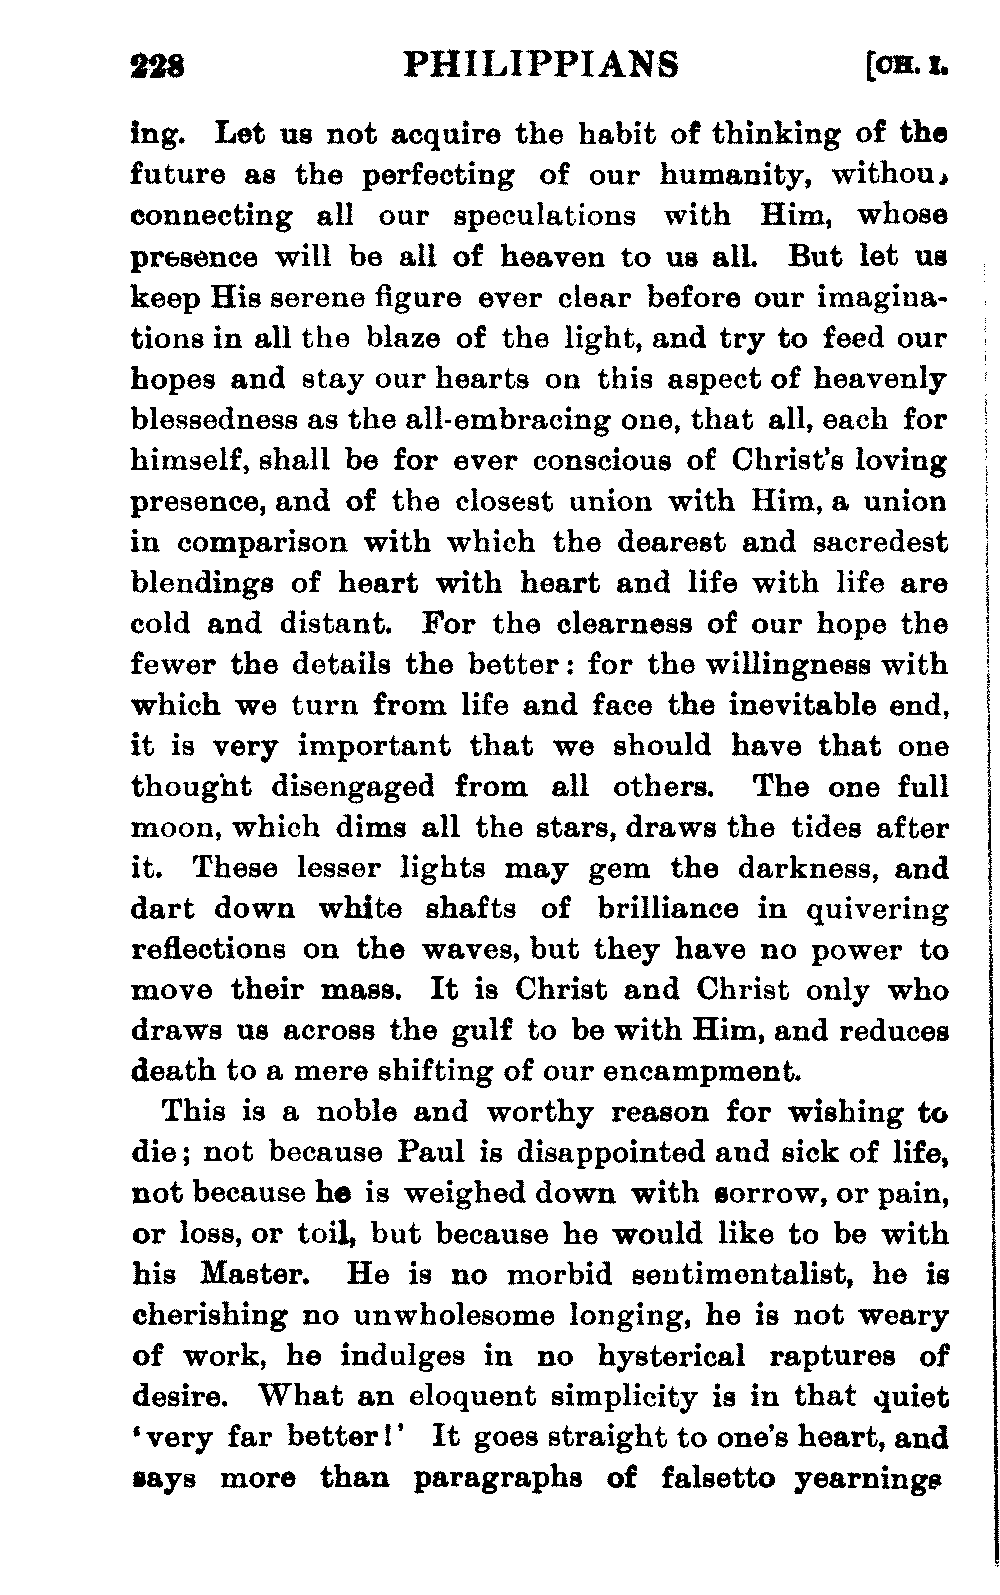 228 PHILIPPIANS [CH. I.
ing. Let us not acquire the habit of thinking of the
future as the perfecting of our humanity, without
connecting all our speculations with Him, whose
presence will be all of heaven to us all. But let us
keep His serene figure ever clear before our imagina-
tions in all the blaze of the light, and try to feed our
hopes and stay our hearts on this aspect of heavenly
blessedness as the all-embracing one, that all, each for
himself, shall be for ever conscious of Christ's loving
presence, and of the closest union with Him, a union
in comparison with which the dearest and sacredest
blendings of heart with heart and life with life are
cold and distant. For the clearness of our hope the
fewer the details the better: for the willingness with
which we turn from life and face the inevitable end,
it is very important that we should have that one
thought disengaged from all others. The one full
moon, which dims all the stars, draws the tides after
it. These lesser lights may gem the darkness, and
dart down white shafts of brilliance in quivering
reflections on the waves, but they have no power to
move their mass. It is Christ and Christ only who
draws us across the gulf to be with Him, and reduces
death to a mere shifting of our encampment.
This is a noble and worthy reason for wishing to
die; not because Paul is disappointed and sick of life,
not because he is weighed down with sorrow, or pain,
or loss, or toil, but because he would like to be with
his Master. He is no morbid sentimentalist, he is
cherishing no unwholesome longing, he is not weary
of work, he indulges in no hysterical raptures of
desire. What an eloquent simplicity is in that quiet
'very far better!' It goes straight to one's heart, and
says more than paragraphs of falsetto yearnings